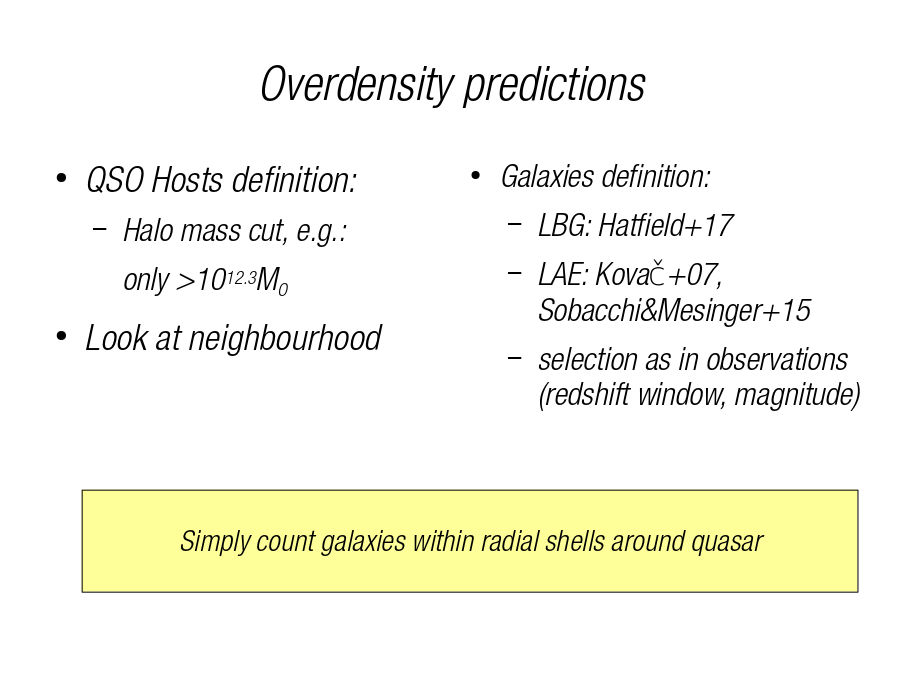 Overdensity predictions
• QSO Hosts definition:
– Halo mass cut, e.g.:
only >10^12.3M_0
• Look at neighbourhood
• Galaxies definition:
– LBG: Hatfield+17
– LAE: KovaČ+07,
Sobacchi&Mesinger+15
– selection as in observations
(redshift window, magnitude)
Simply count galaxies within radial shells around quasar